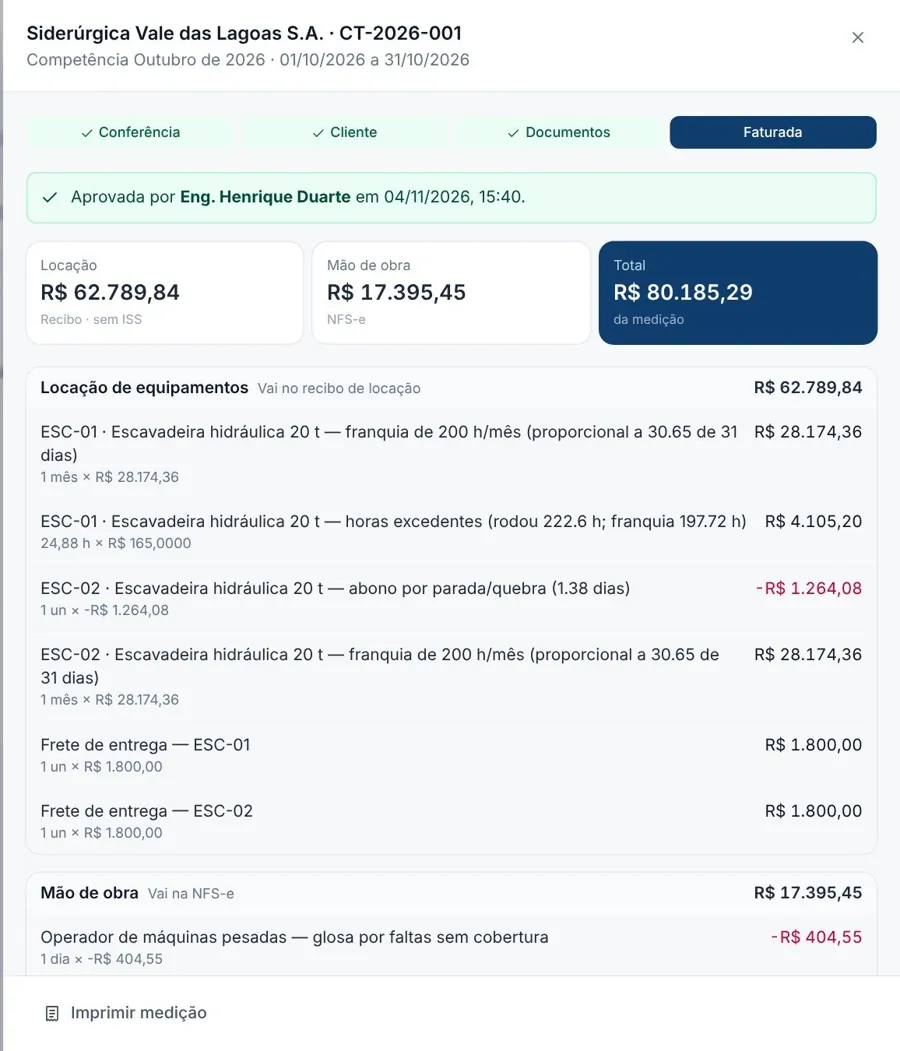 Siderúrgica Vale das Lagoas S.A. · CT-2026-001
Competência Outubro de 2026 · 01/10/2026 a 31/10/2026
Conferência
Cliente
Documentos
Faturada
Aprovada por Eng. Henrique Duarte em 04/11/2026, 15:40.
Locação
R$ 62.789,84
Recibo · sem ISS
Mão de obra
R$ 17.395,45
NFS-e
Total
R$ 80.185,29
da medição
Locação de equipamentos Vai no recibo de locação R$ 62.789,84
ESC-01 · Escavadeira hidráulica 20 t — franquia de 200 h/mês (proporcional a 30.65 de 31 R$ 28.174,36
dias)
1 mês × R$ 28.174,36
ESC-01 · Escavadeira hidráulica 20 t — horas excedentes (rodou 222.6 h; franquia 197.72 h) R$ 4.105,20
24,88 h × R$ 165,0000
ESC-02 · Escavadeira hidráulica 20 t — abono por parada/quebra (1.38 dias) -R$ 1.264,08
1 un × -R$ 1.264,08
ESC-02 · Escavadeira hidráulica 20 t — franquia de 200 h/mês (proporcional a 30.65 de R$ 28.174,36
31 dias)
1 mês × R$ 28.174,36
Frete de entrega — ESC-01 R$ 1.800,00
1 un × R$ 1.800,00
Frete de entrega — ESC-02 R$ 1.800,00
1 un × R$ 1.800,00
Mão de obra Vai na NFS-e R$ 17.395,45
Operador de máquinas pesadas — glosa por faltas sem cobertura -R$ 404,55
1 dia × -R$ 404,55
Imprimir medição